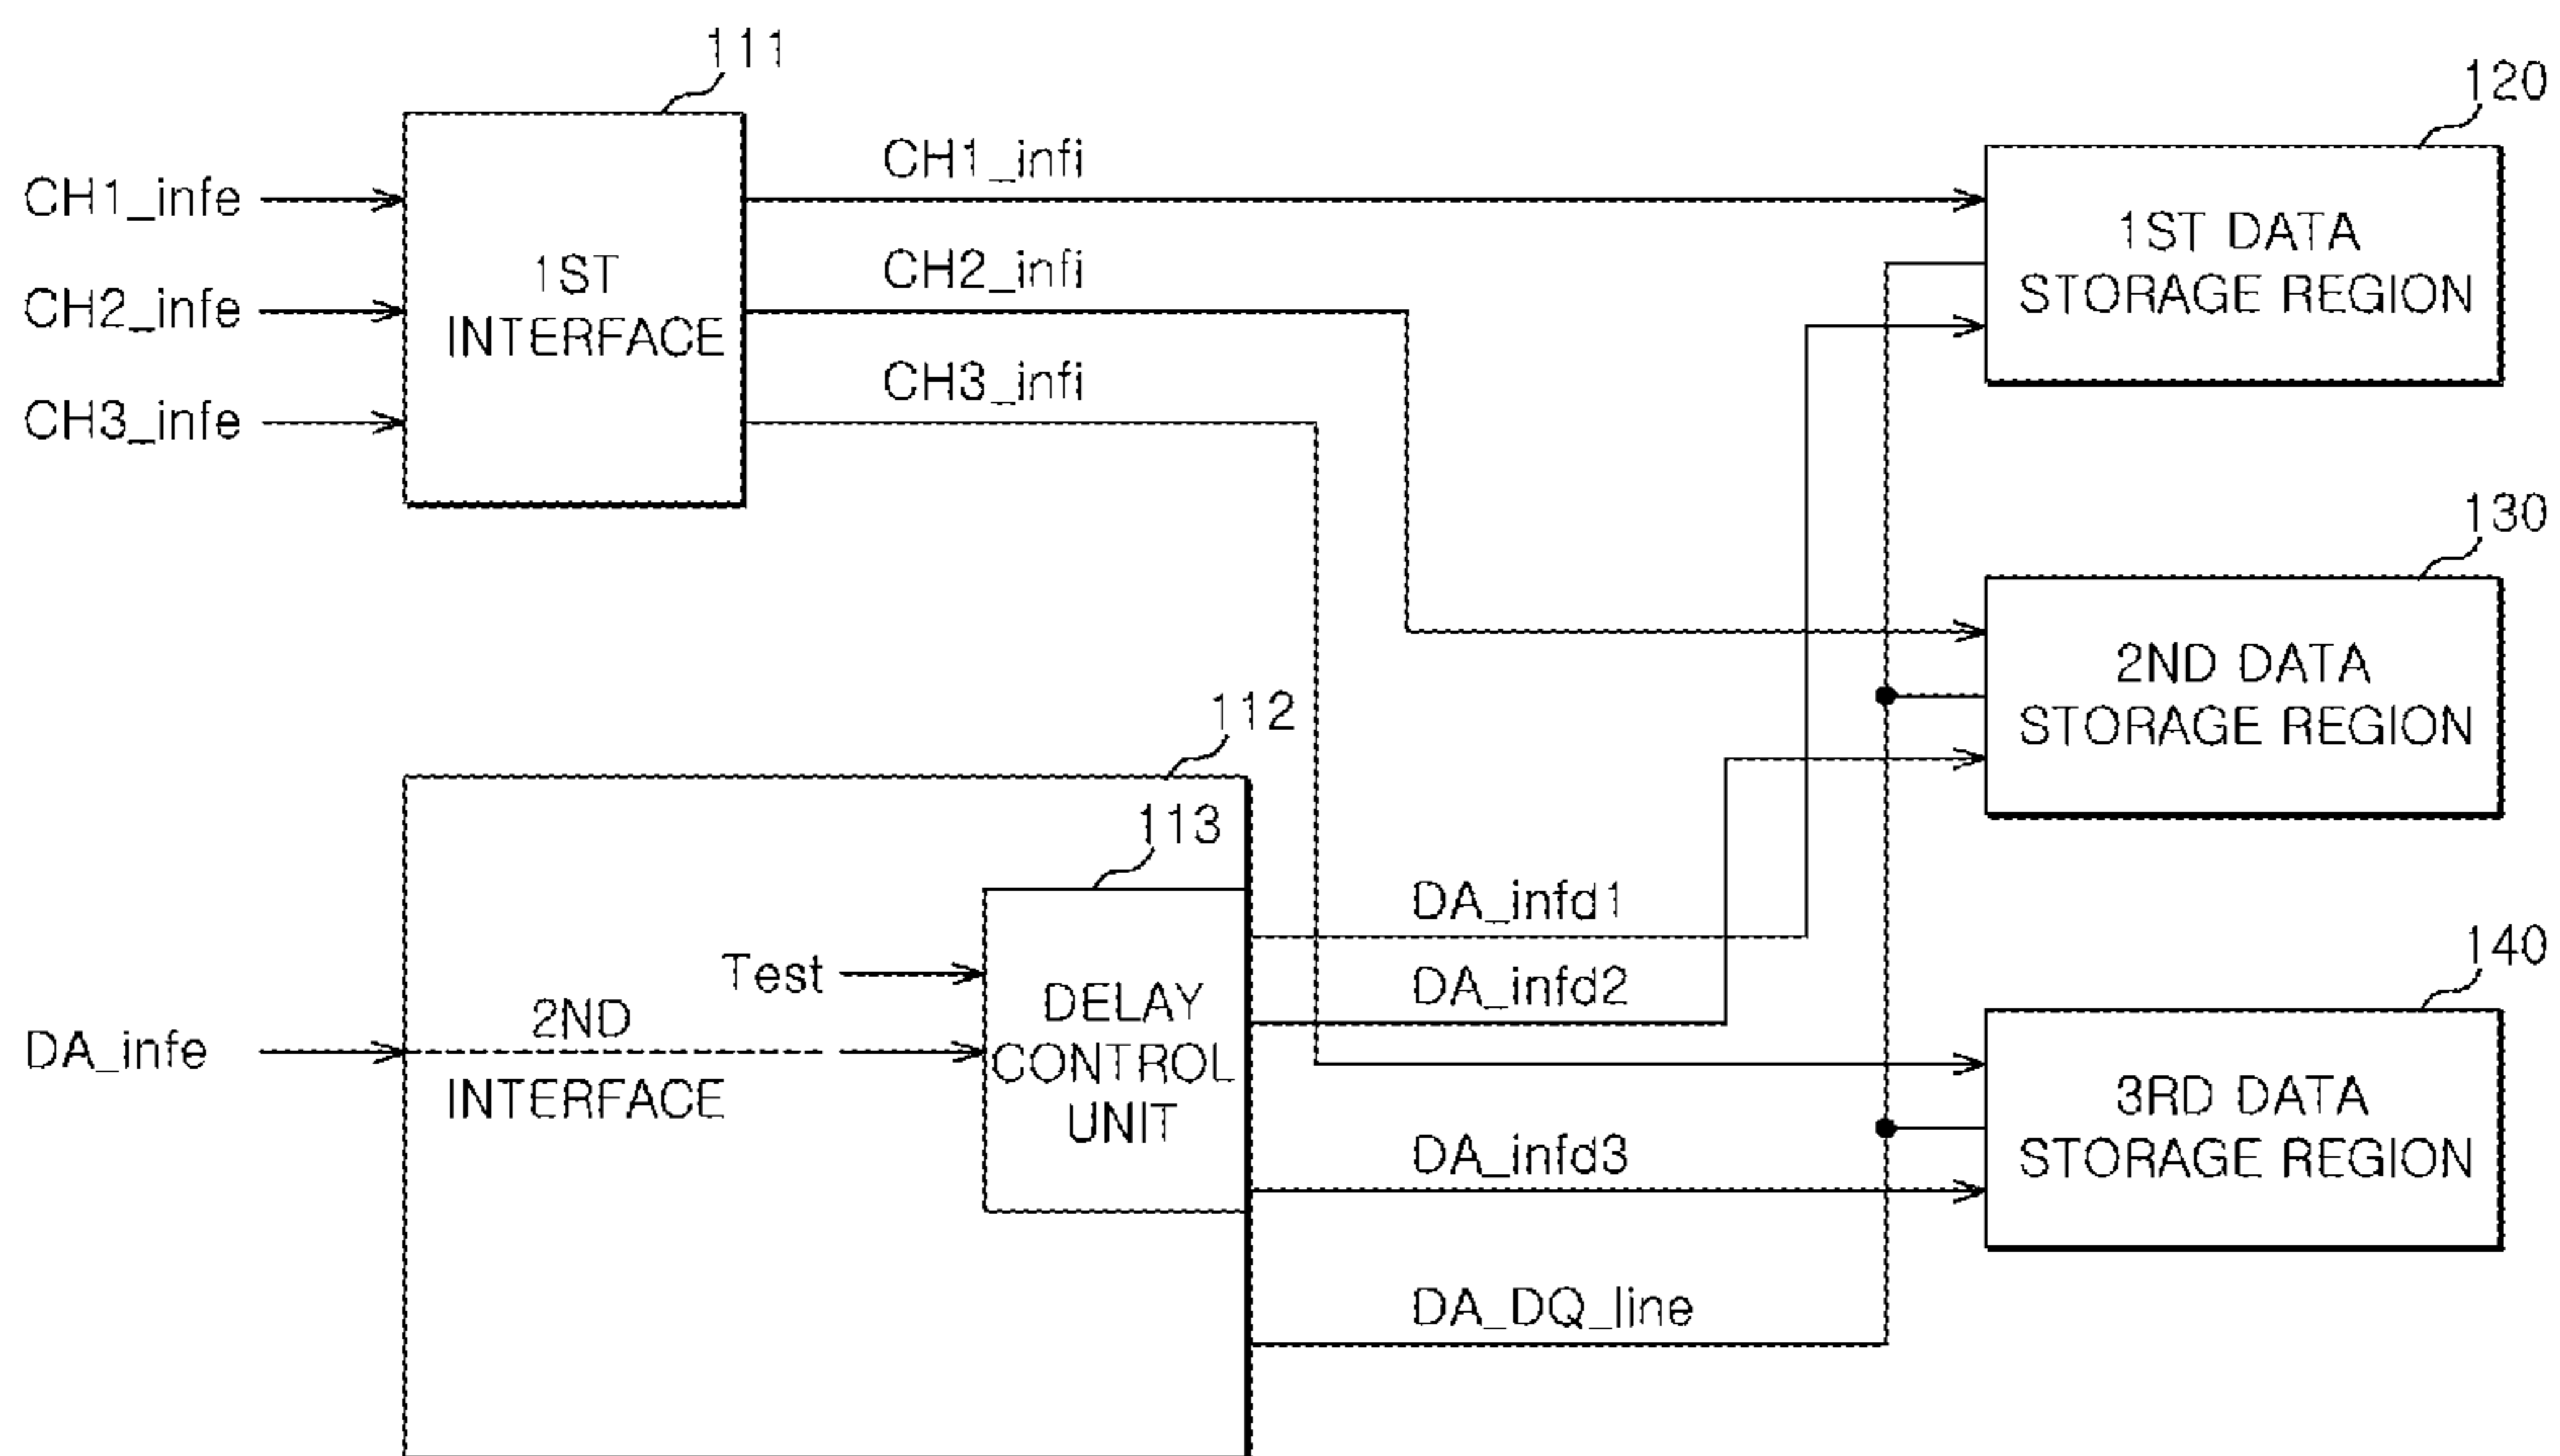 111
120
CH1_infe
CH1_infi
1ST DATA
STORAGE REGION
CH2_infe
1ST
INTERFACE
CH2_infi
CH3_infe
CH3_infi
130
2ND DATA
STORAGE REGION
112
113
DA_infd1
140
Test
DELAY
CONTROL
UNIT
DA_infd2
DA_infe
2ND
INTERFACE
3RD DATA
STORAGE REGION
DA_infd3
DA_DQ_line